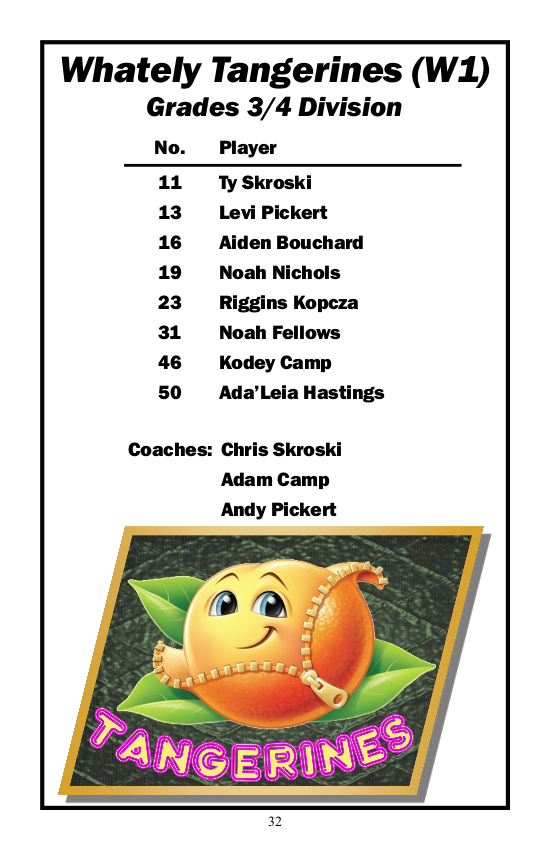 Whately Tangerines (W1)
Grades 3/4 Division
No. Player
11 Ty Skroski
13 Levi Pickert
16 Aiden Bouchard
19 Noah Nichols
23 Riggins Kopcza
31 Noah Fellows
46 Kodey Camp
50 Ada’Leia Hastings
Coaches: Chris Skroski
Adam Camp
Andy Pickert
TANGERINES
32